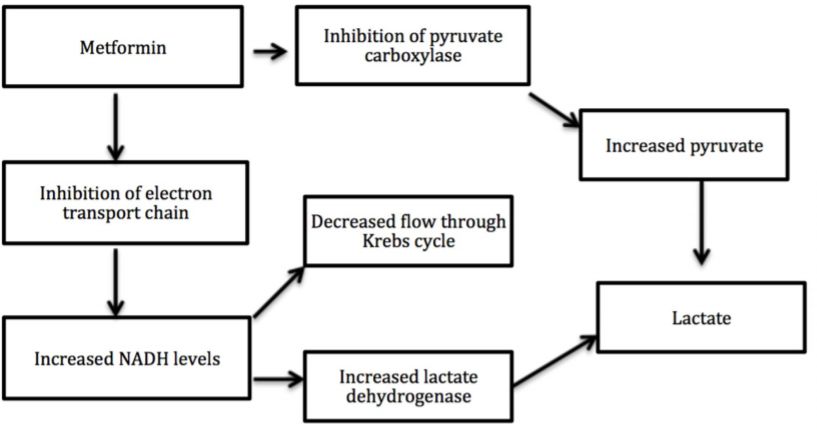 Metformin
Inhibition of pyruvate
carboxylase
Increased pyruvate
Inhibition of electron
transport chain
Decreased flow through
Krebs cycle
Lactate
Increased NADH levels
Increased lactate
dehydrogenase